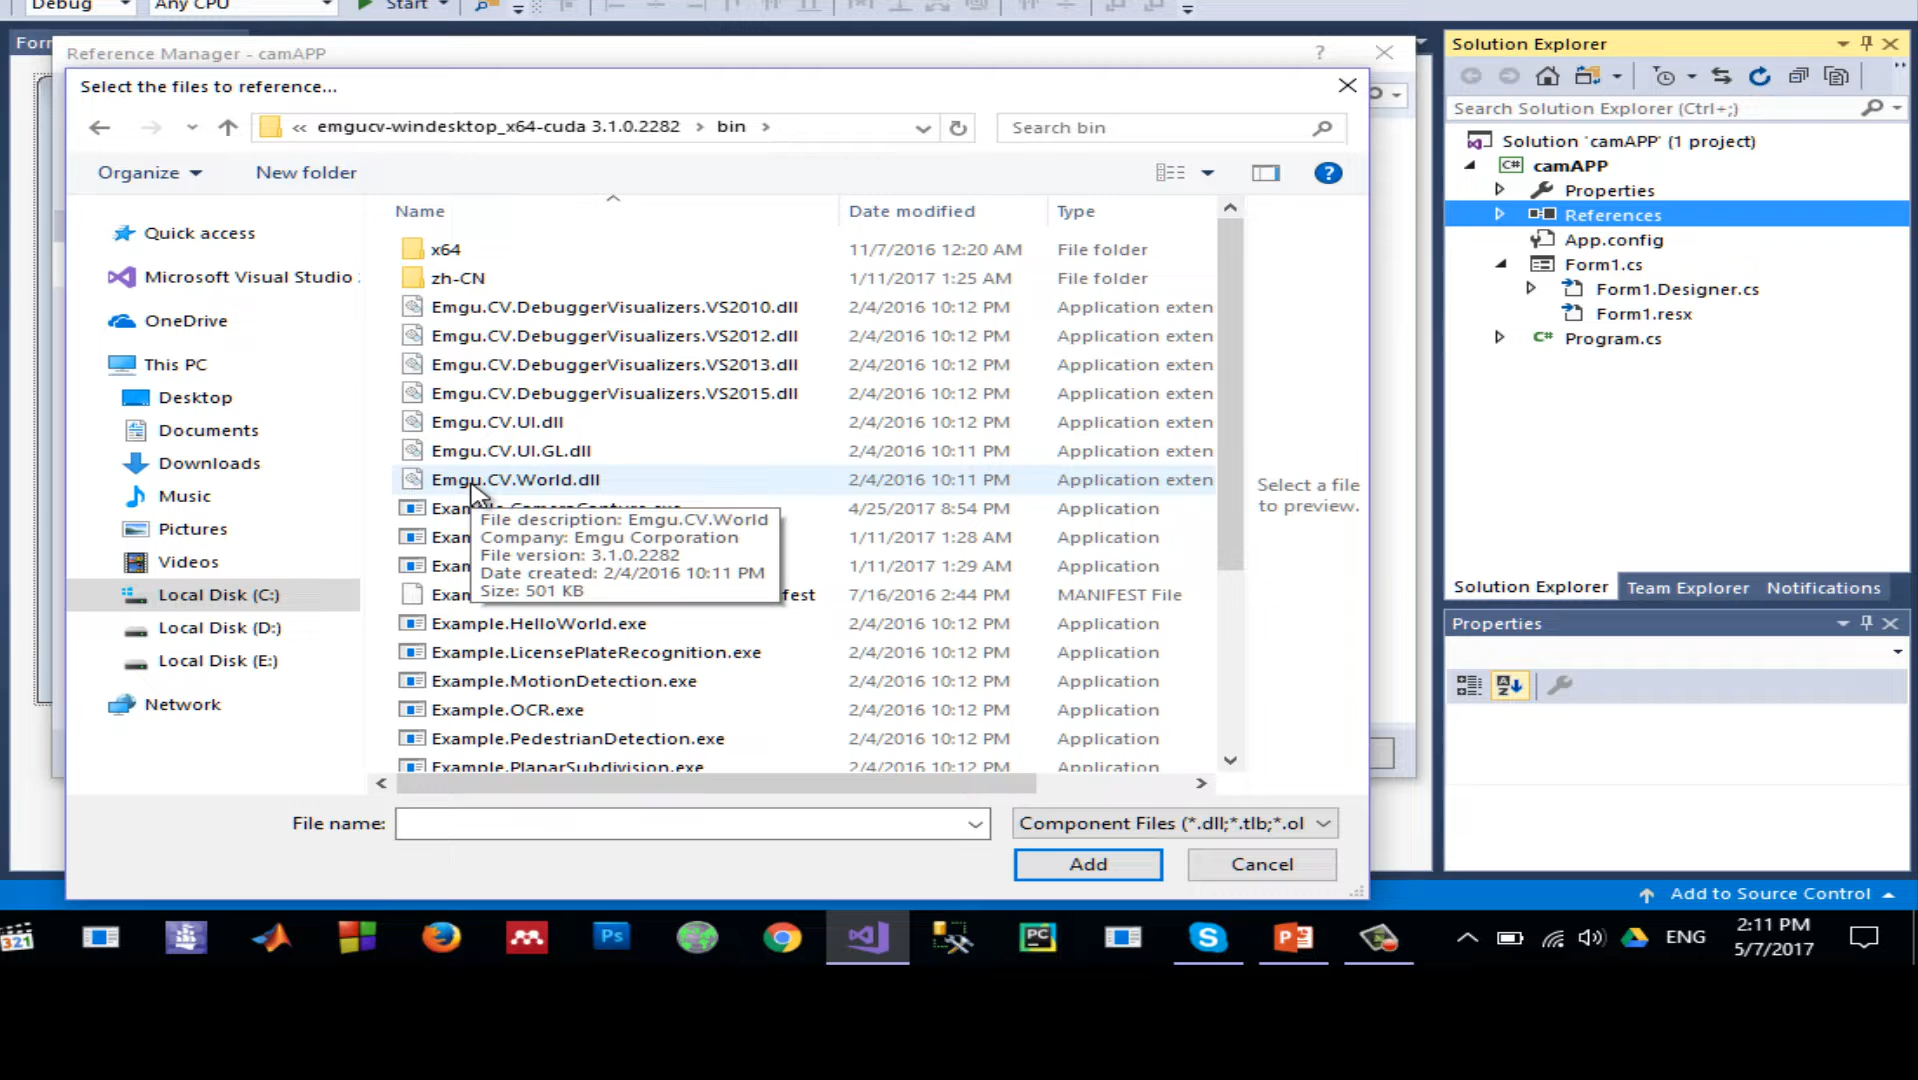 Debug
Any CPU
Start
Form
Reference Manager - camAPP
?
Select the files to reference...
« emgucv-windesktop_x64-cuda 3.1.0.2282 > bin >
Search bin
Organize
New folder
Name
Date modified
Type
Quick access
Microsoft Visual Studio
OneDrive
This PC
Desktop
Documents
Downloads
Music
Pictures
Videos
Local Disk (C:)
Local Disk (D:)
Local Disk (E:)
Network
x64 11/7/2016 12:20 AM File folder
zh-CN 1/11/2017 1:25 AM File folder
Emgu.CV.DebuggerVisualizers.VS2010.dll 2/4/2016 10:12 PM Application exten
Emgu.CV.DebuggerVisualizers.VS2012.dll 2/4/2016 10:12 PM Application exten
Emgu.CV.DebuggerVisualizers.VS2013.dll 2/4/2016 10:12 PM Application exten
Emgu.CV.DebuggerVisualizers.VS2015.dll 2/4/2016 10:12 PM Application exten
Emgu.CV.UI.dll 2/4/2016 10:12 PM Application exten
Emgu.CV.UI.GL.dll 2/4/2016 10:11 PM Application exten
Emgu.CV.World.dll 2/4/2016 10:11 PM Application exten
4/25/2017 8:54 PM Application
Exam 1/11/2017 1:28 AM Application
Exam 1/11/2017 1:29 AM Application
Exam fest 7/16/2016 2:44 PM MANIFEST File
Example.HelloWorld.exe 2/4/2016 10:12 PM Application
Example.LicensePlateRecognition.exe 2/4/2016 10:12 PM Application
Example.MotionDetection.exe 2/4/2016 10:12 PM Application
Example.OCR.exe 2/4/2016 10:12 PM Application
Example.PedestrianDetection.exe 2/4/2016 10:12 PM Application
Example.PlanarSubdivision.exe 2/4/2016 10:12 PM Application
File description: Emgu.CV.World
Company: Emgu Corporation
File version: 3.1.0.2282
Date created: 2/4/2016 10:11 PM
Size: 501 KB
Select a file
to preview.
File name:
Component Files (*.dll;*.tlb;*.ol
Add
Cancel
Solution Explorer
Search Solution Explorer (Ctrl+;)
Solution 'camAPP' (1 project)
C# camAPP
Properties
References
App.config
Form1.cs
Form1.Designer.cs
Form1.resx
C# Program.cs
Solution Explorer
Team Explorer
Notifications
Properties
Add to Source Control
321
Ps
PC
ENG
2:11 PM
5/7/2017